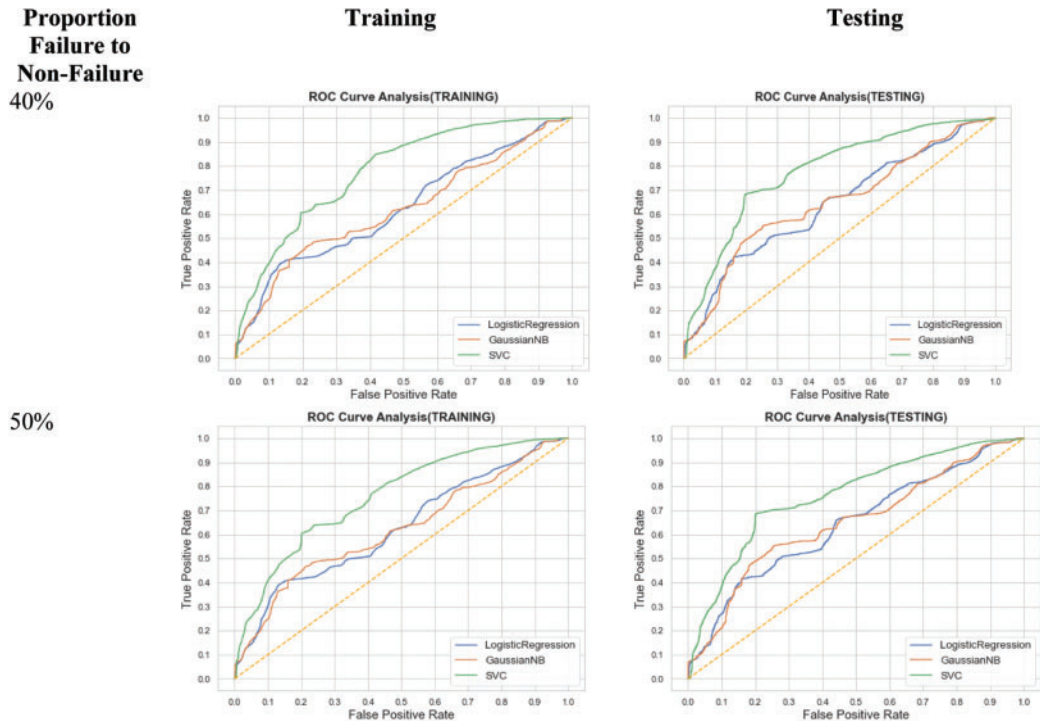 Proportion
Failure to
Non-Failure
Training
Testing
40%
ROC Curve Analysis(TRAINING)
True Positive Rate
1.0
0.9
0.8
0.7
0.6
0.5
0.4
0.3
0.2
0.1
0.0
LogisticRegression
GaussianNB
SVC
0.0 0.1 0.2 0.3 0.4 0.5 0.6 0.7 0.8 0.9 1.0
False Positive Rate
ROC Curve Analysis(TESTING)
True Positive Rate
1.0
0.9
0.8
0.7
0.6
0.5
0.4
0.3
0.2
0.1
0.0
LogisticRegression
GaussianNB
SVC
0.0 0.1 0.2 0.3 0.4 0.5 0.6 0.7 0.8 0.9 1.0
False Positive Rate
50%
ROC Curve Analysis(TRAINING)
True Positive Rate
1.0
0.9
0.8
0.7
0.6
0.5
0.4
0.3
0.2
0.1
0.0
LogisticRegression
GaussianNB
SVC
0.0 0.1 0.2 0.3 0.4 0.5 0.6 0.7 0.8 0.9 1.0
False Positive Rate
ROC Curve Analysis(TESTING)
True Positive Rate
1.0
0.9
0.8
0.7
0.6
0.5
0.4
0.3
0.2
0.1
0.0
LogisticRegression
GaussianNB
SVC
0.0 0.1 0.2 0.3 0.4 0.5 0.6 0.7 0.8 0.9 1.0
False Positive Rate